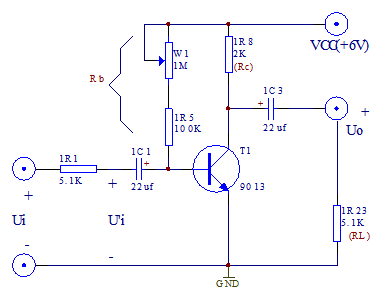 VCC(+6V)
1R8
2K
(Rc)
W1
1M
Rb
1R5
100K
1C3
+
22uf
+
Uo
1R1
5.1K
1C1
+
22uf
T1
9013
+
Ui
-
+
U'i
-
1R23
5.1K
(RL)
GND